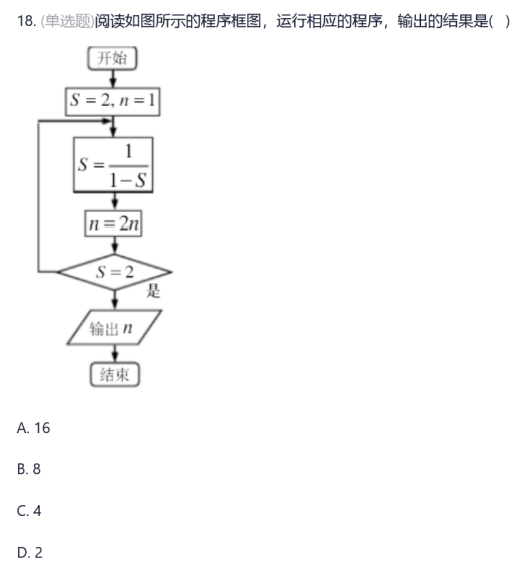 18. (单选题)阅读如图所示的程序框图，运行相应的程序，输出的结果是(   )
开始
S = 2, n = 1
S = 1/(1−S)
n = 2n
S = 2
是
输出 n
结束
A. 16
B. 8
C. 4
D. 2